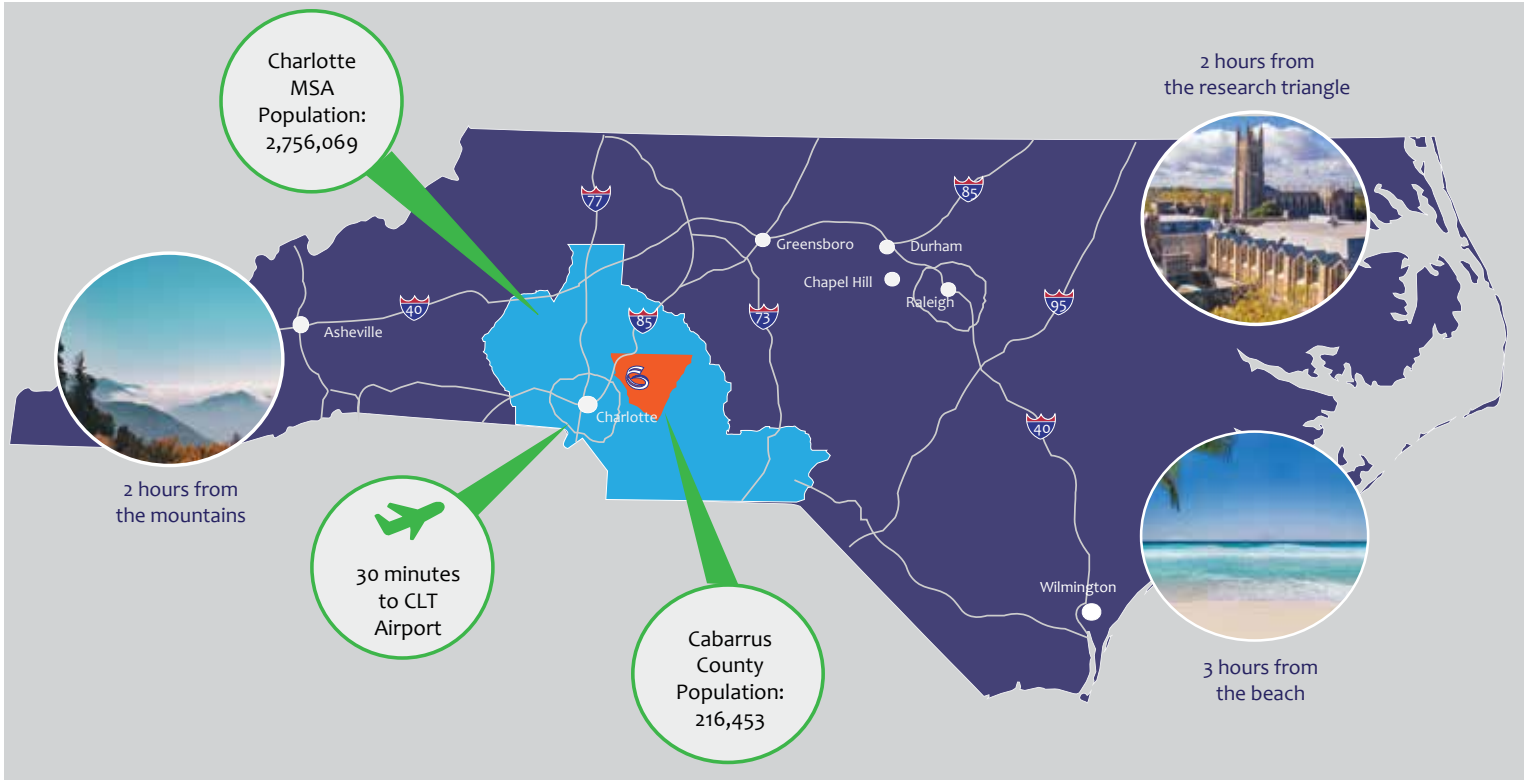 Charlotte
MSA
Population:
2,756,069
2 hours from
the research triangle
77
85
Greensboro
Durham
Chapel Hill
Raleigh
40
85
73
95
Asheville
Charlotte
40
2 hours from
the mountains
30 minutes
to CLT
Airport
Cabarrus
County
Population:
216,453
Wilmington
3 hours from
the beach